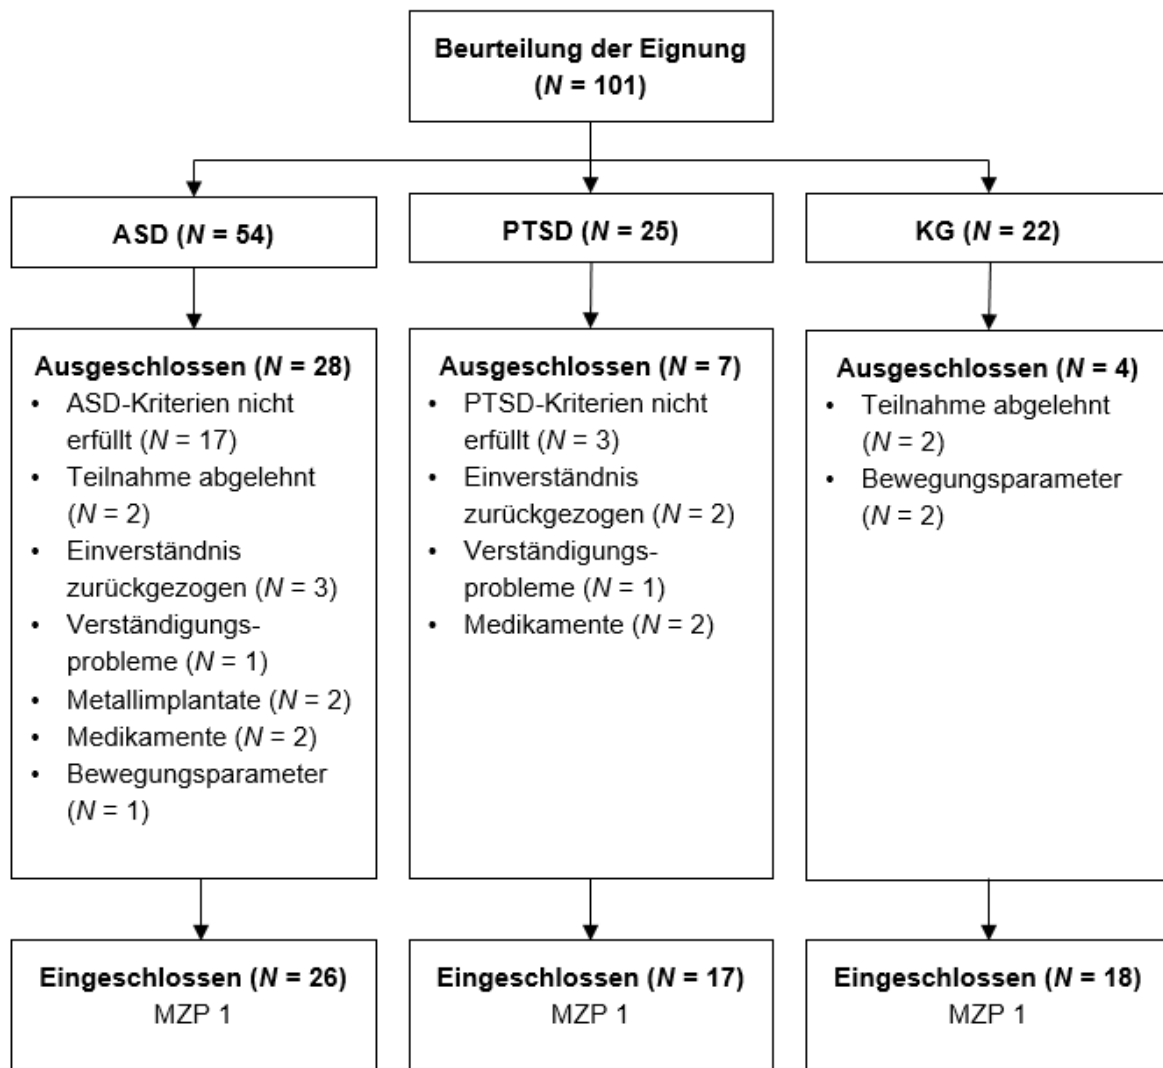 Beurteilung der Eignung
(N = 101)
ASD (N = 54)
PTSD (N = 25)
KG (N = 22)
Ausgeschlossen (N = 28)
• ASD-Kriterien nicht
erfüllt (N = 17)
• Teilnahme abgelehnt
(N = 2)
• Einverständnis
zurückgezogen (N = 3)
• Verständigungs-
probleme (N = 1)
• Metallimplantate (N = 2)
• Medikamente (N = 2)
• Bewegungsparameter
(N = 1)
Ausgeschlossen (N = 7)
• PTSD-Kriterien nicht
erfüllt (N = 3)
• Einverständnis
zurückgezogen (N = 2)
• Verständigungs-
probleme (N = 1)
• Medikamente (N = 2)
Ausgeschlossen (N = 4)
• Teilnahme abgelehnt
(N = 2)
• Bewegungsparameter
(N = 2)
Eingeschlossen (N = 26)
MZP 1
Eingeschlossen (N = 17)
MZP 1
Eingeschlossen (N = 18)
MZP 1